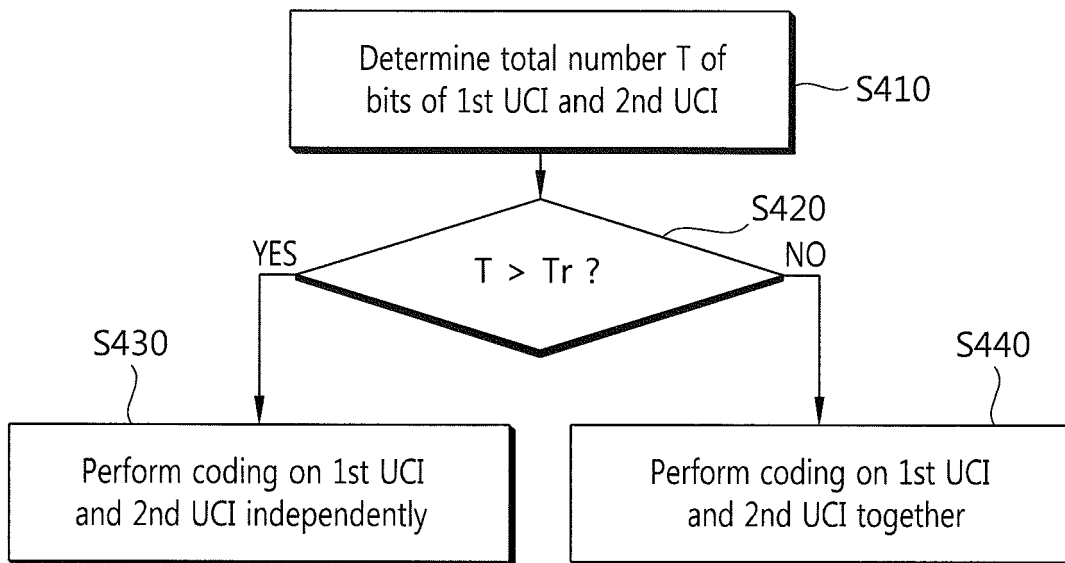 Determine total number T of
bits of 1st UCI and 2nd UCI
S410
S420
YES
T > Tr ?
NO
S430
S440
Perform coding on 1st UCI
and 2nd UCI independently
Perform coding on 1st UCI
and 2nd UCI together